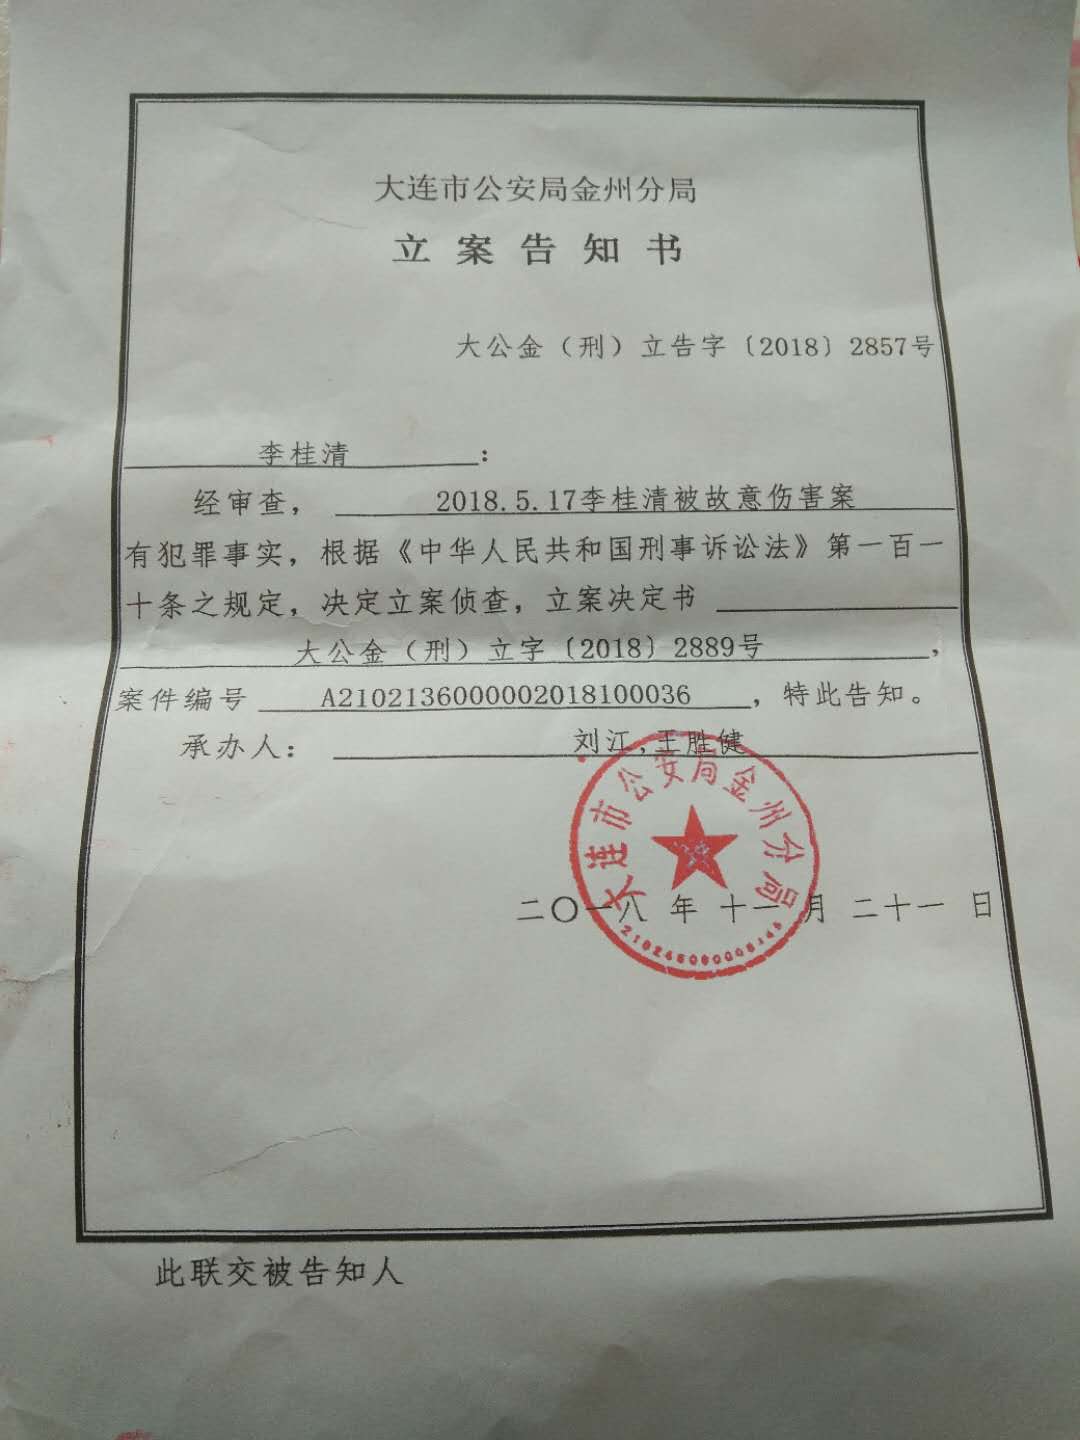 大连市公安局金州分局
立案告知书
大公金（刑）立告字〔2018〕2857号
李桂清：
经审查，2018.5.17李桂清被故意伤害案
有犯罪事实，根据《中华人民共和国刑事诉讼法》第一百一
十条之规定，决定立案侦查，立案决定书
大公金（刑）立字〔2018〕2889号，
案件编号 A2102136000002018100036，特此告知。
承办人：刘江,王胜健
大连市公安局金州分局
二〇一八年十一月二十一日
此联交被告知人